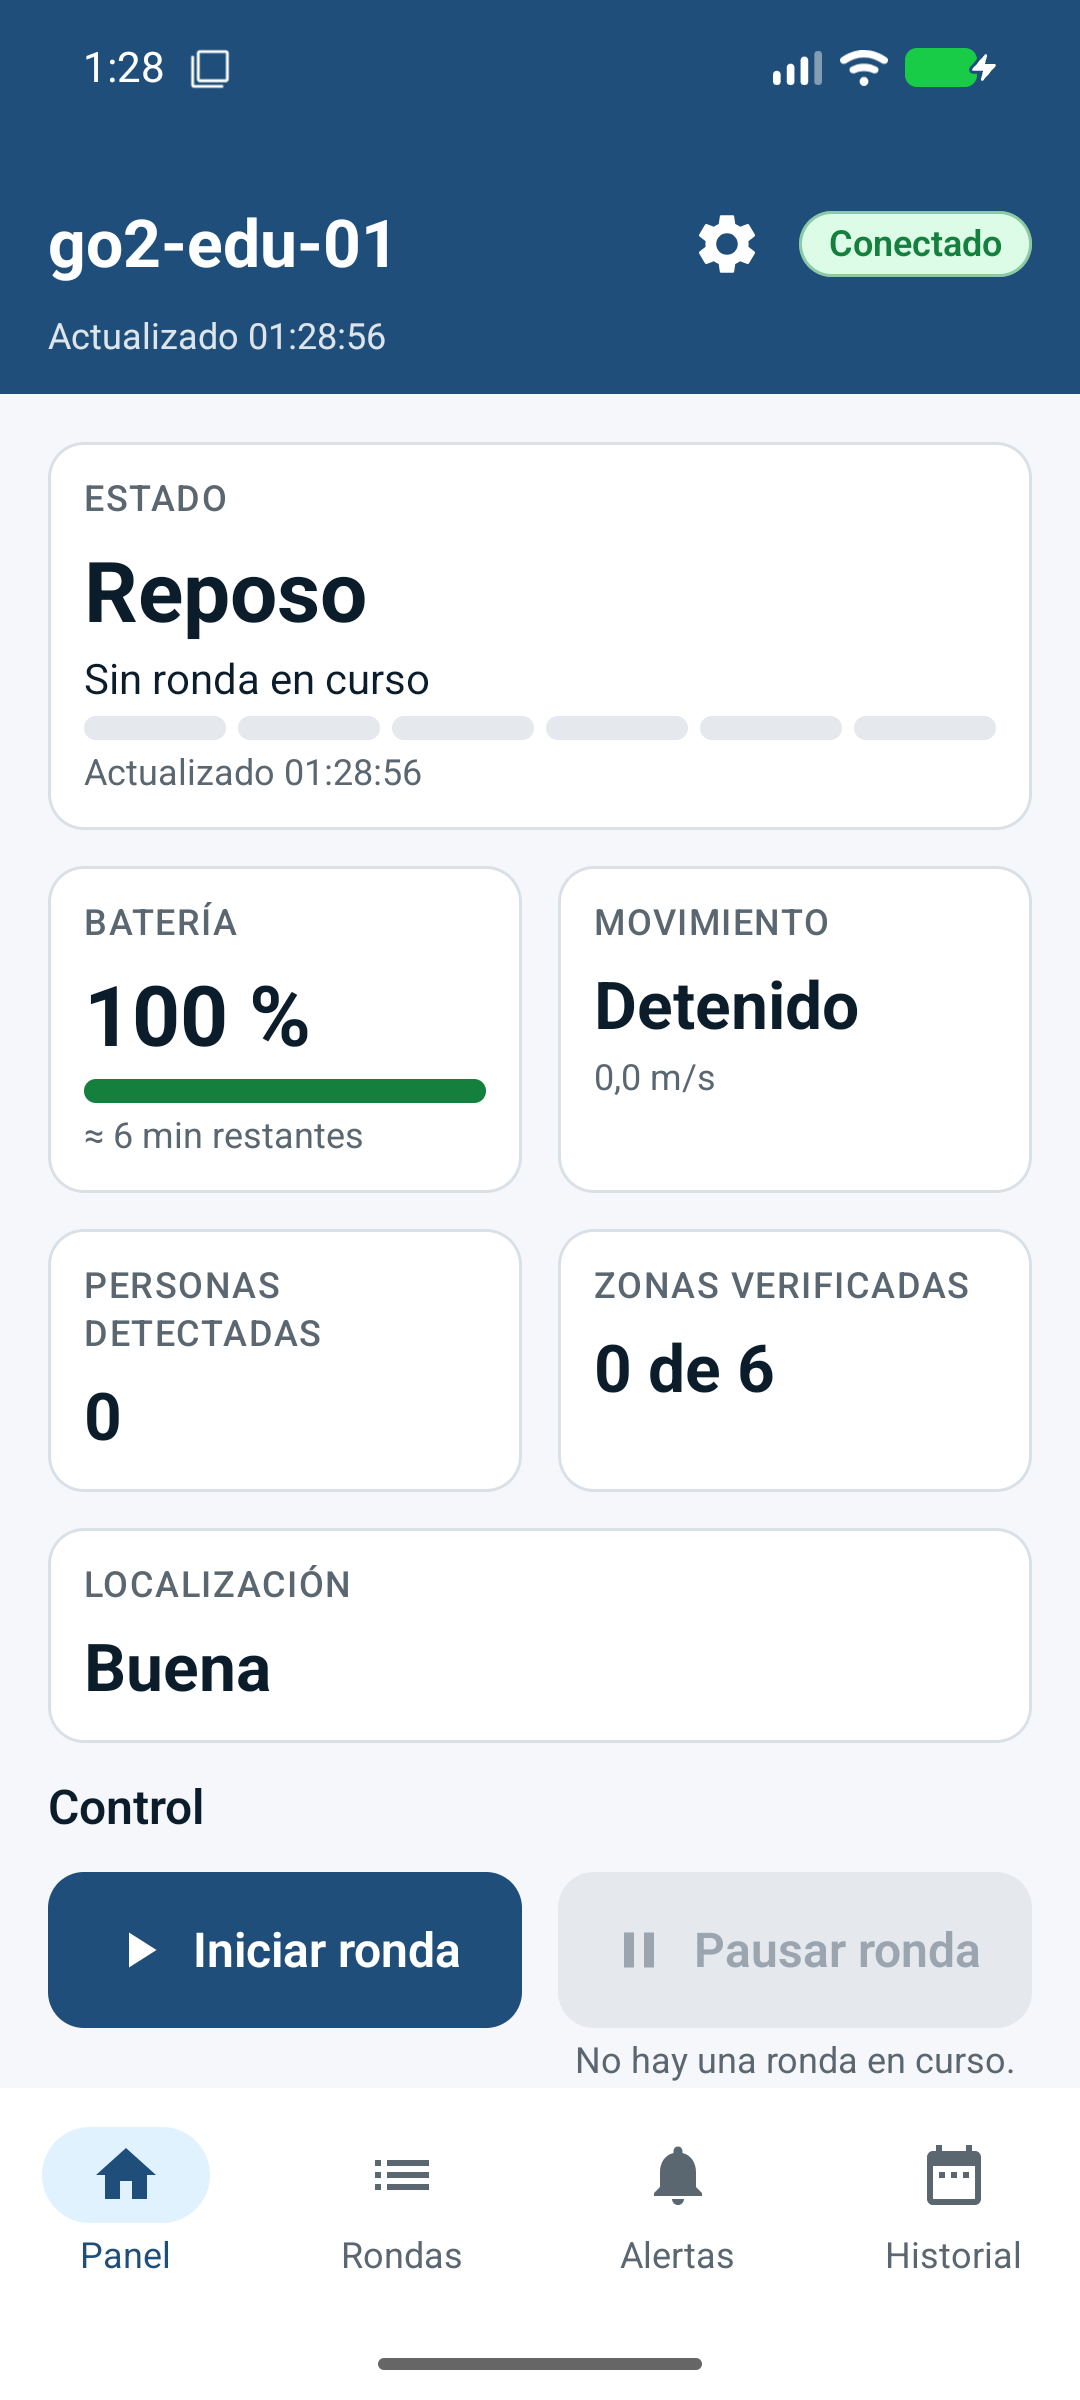 1:28
go2-edu-01
Conectado
Actualizado 01:28:56
ESTADO
Reposo
Sin ronda en curso
Actualizado 01:28:56
BATERÍA
100 %
≈ 6 min restantes
MOVIMIENTO
Detenido
0,0 m/s
PERSONAS
DETECTADAS
0
ZONAS VERIFICADAS
0 de 6
LOCALIZACIÓN
Buena
Control
Iniciar ronda
Pausar ronda
No hay una ronda en curso.
Panel
Rondas
Alertas
Historial